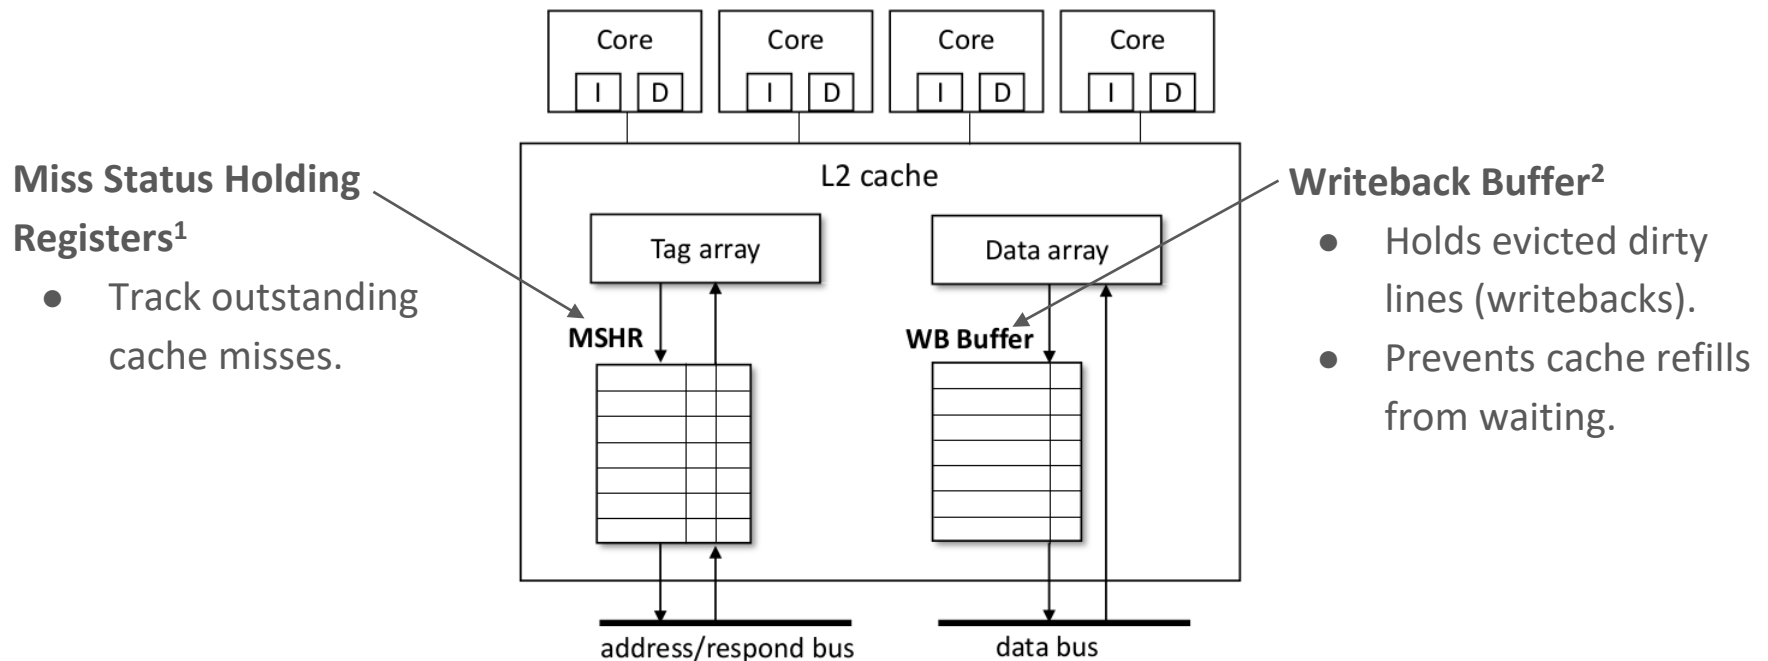 Core
I D
Core
I D
Core
I D
Core
I D
Miss Status Holding
Registers¹
● Track outstanding
cache misses.
L2 cache
Tag array
Data array
MSHR
WB Buffer
address/respond bus
data bus
Writeback Buffer²
● Holds evicted dirty
lines (writebacks).
● Prevents cache refills
from waiting.